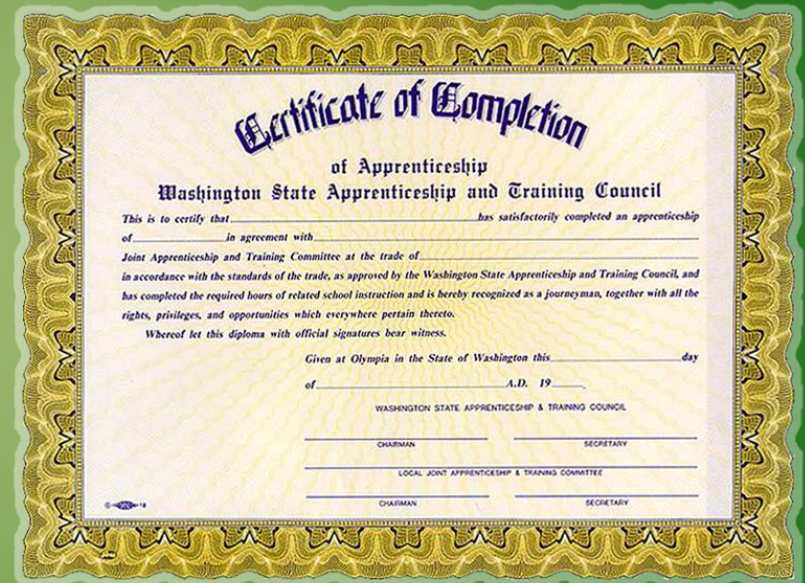 Certificate of Completion
of Apprenticeship
Washington State Apprenticeship and Training Council
This is to certify that has satisfactorily completed an apprenticeship
of in agreement with
Joint Apprenticeship and Training Committee at the trade of
in accordance with the standards of the trade, as approved by the Washington State Apprenticeship and Training Council, and
has completed the required hours of related school instruction and is hereby recognized as a journeyman, together with all the
rights, privileges, and opportunities which everywhere pertain thereto.
Whereof let this diploma with official signatures bear witness.
Given at Olympia in the State of Washington this day
of A.D. 19
WASHINGTON STATE APPRENTICESHIP & TRAINING COUNCIL
CHAIRMAN SECRETARY
LOCAL JOINT APPRENTICESHIP & TRAINING COMMITTEE
CHAIRMAN SECRETARY